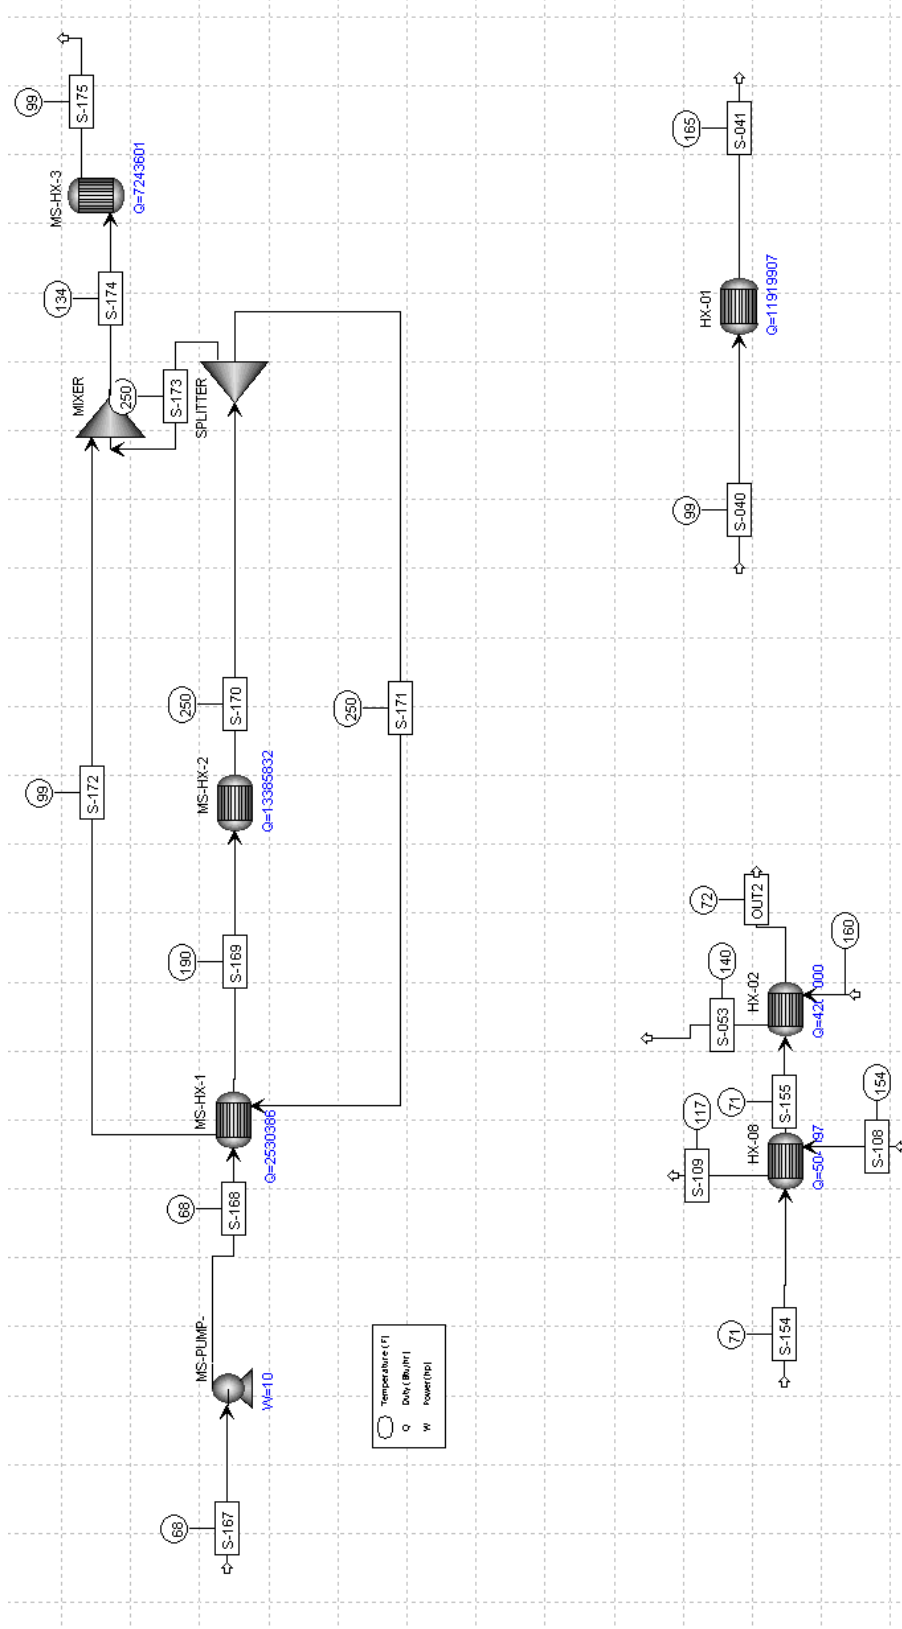 68
S-167
MS-PUMP-
W=10
68
S-168
MS-HX-1
Q=2530386
190
S-169
MS-HX-2
Q=13385832
250
S-170
SPLITTER
250
S-171
99
S-172
250
S-173
MIXER
134
S-174
MS-HX-3
Q=7243601
99
S-175
Temperature (F)
Q Duty (Btu/hr)
W Power(hp)
71
S-154
HX-08
117
S-109
154
S-108
71
S-155
HX-02
140
S-053
160
72
OUT2
99
S-040
HX-01
Q=11919907
165
S-041